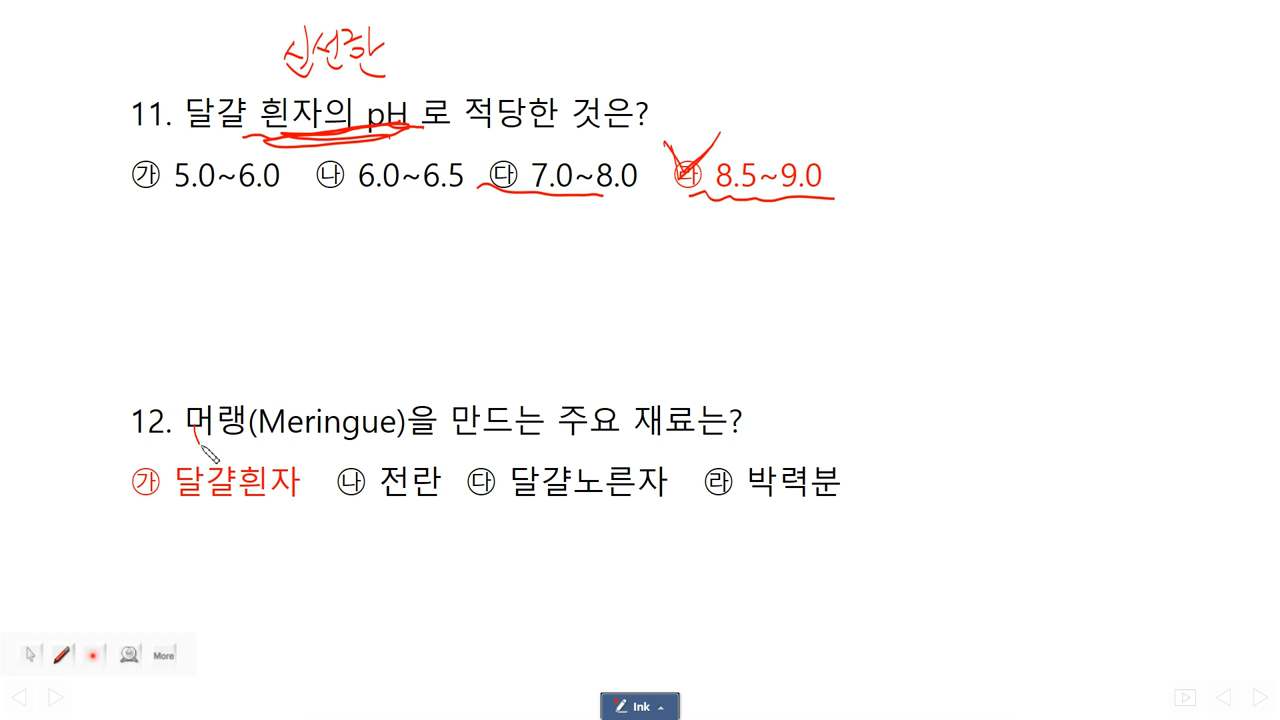 신선한
11. 달걀 흰자의 pH 로 적당한 것은?
㉮ 5.0~6.0 ㉯ 6.0~6.5 ㉰ 7.0~8.0 ㉱ 8.5~9.0
12. 머랭(Meringue)을 만드는 주요 재료는?
㉮ 달걀흰자 ㉯ 전란 ㉰ 달걀노른자 ㉱ 박력분
More
Ink